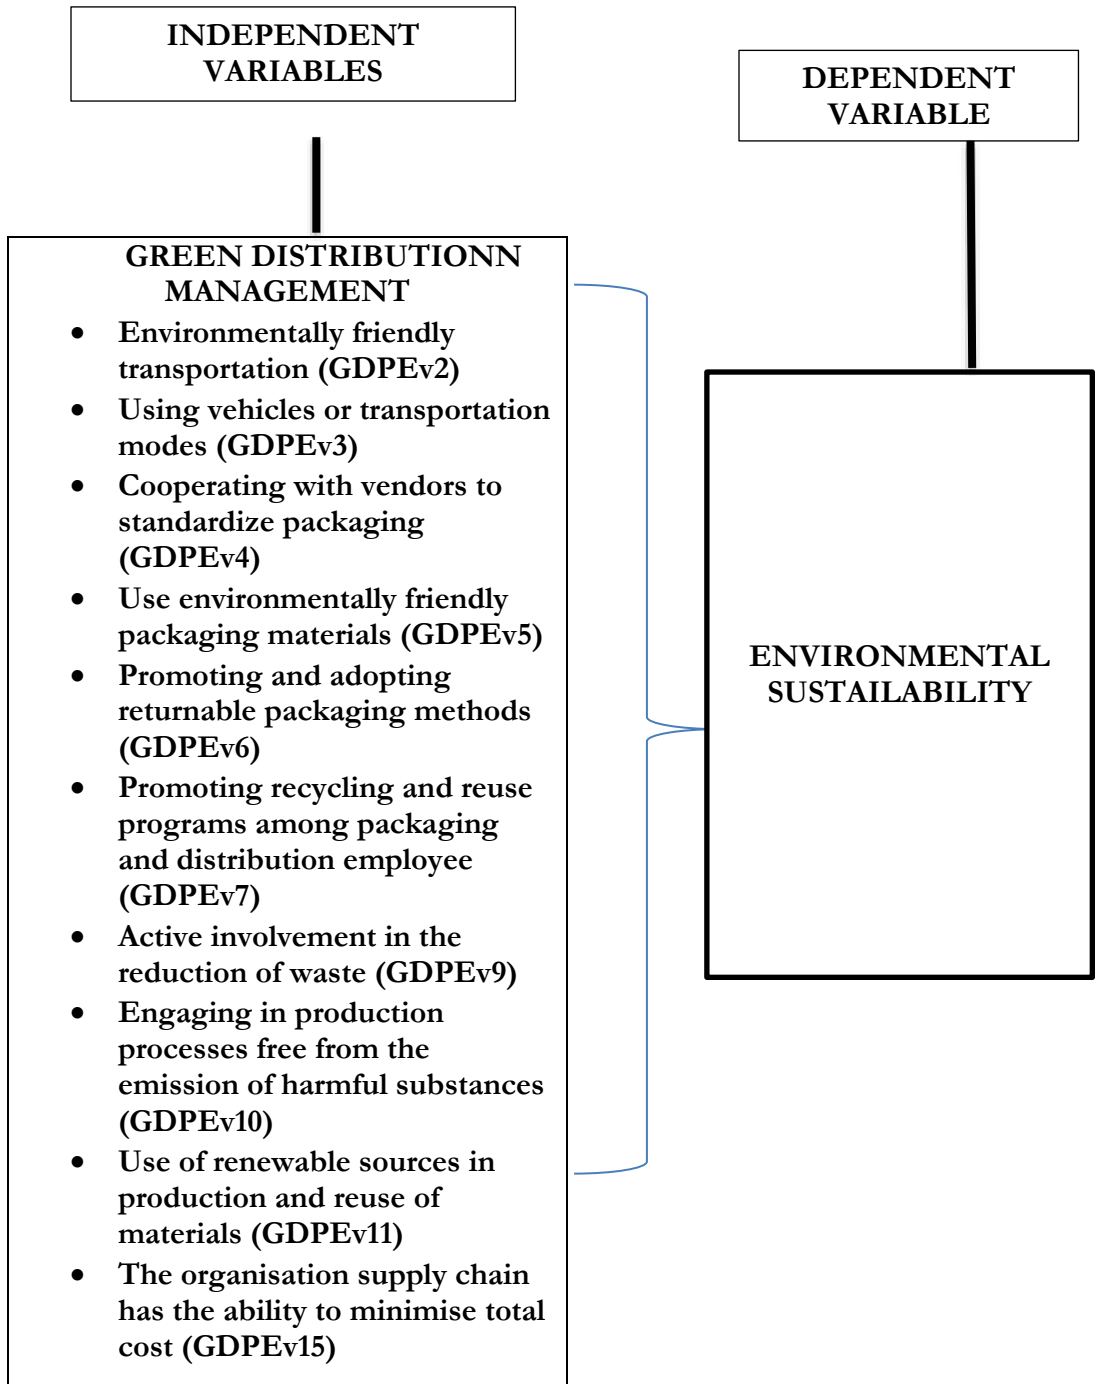 INDEPENDENT
VARIABLES
DEPENDENT
VARIABLE
GREEN DISTRIBUTIONN
MANAGEMENT
• Environmentally friendly
transportation (GDPEv2)
• Using vehicles or transportation
modes (GDPEv3)
• Cooperating with vendors to
standardize packaging
(GDPEv4)
• Use environmentally friendly
packaging materials (GDPEv5)
• Promoting and adopting
returnable packaging methods
(GDPEv6)
• Promoting recycling and reuse
programs among packaging
and distribution employee
(GDPEv7)
• Active involvement in the
reduction of waste (GDPEv9)
• Engaging in production
processes free from the
emission of harmful substances
(GDPEv10)
• Use of renewable sources in
production and reuse of
materials (GDPEv11)
• The organisation supply chain
has the ability to minimise total
cost (GDPEv15)
ENVIRONMENTAL
SUSTAILABILITY